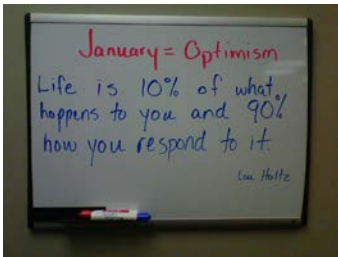 January = Optimism
Life is 10% of what
happens to you and 90%
how you respond to it.
Lou Holtz